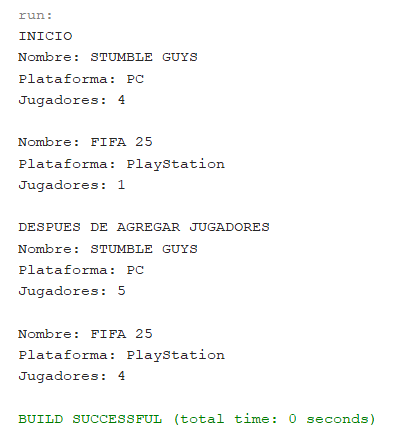 run:
INICIO
Nombre: STUMBLE GUYS
Plataforma: PC
Jugadores: 4
Nombre: FIFA 25
Plataforma: PlayStation
Jugadores: 1
DESPUES DE AGREGAR JUGADORES
Nombre: STUMBLE GUYS
Plataforma: PC
Jugadores: 5
Nombre: FIFA 25
Plataforma: PlayStation
Jugadores: 4
BUILD SUCCESSFUL (total time: 0 seconds)